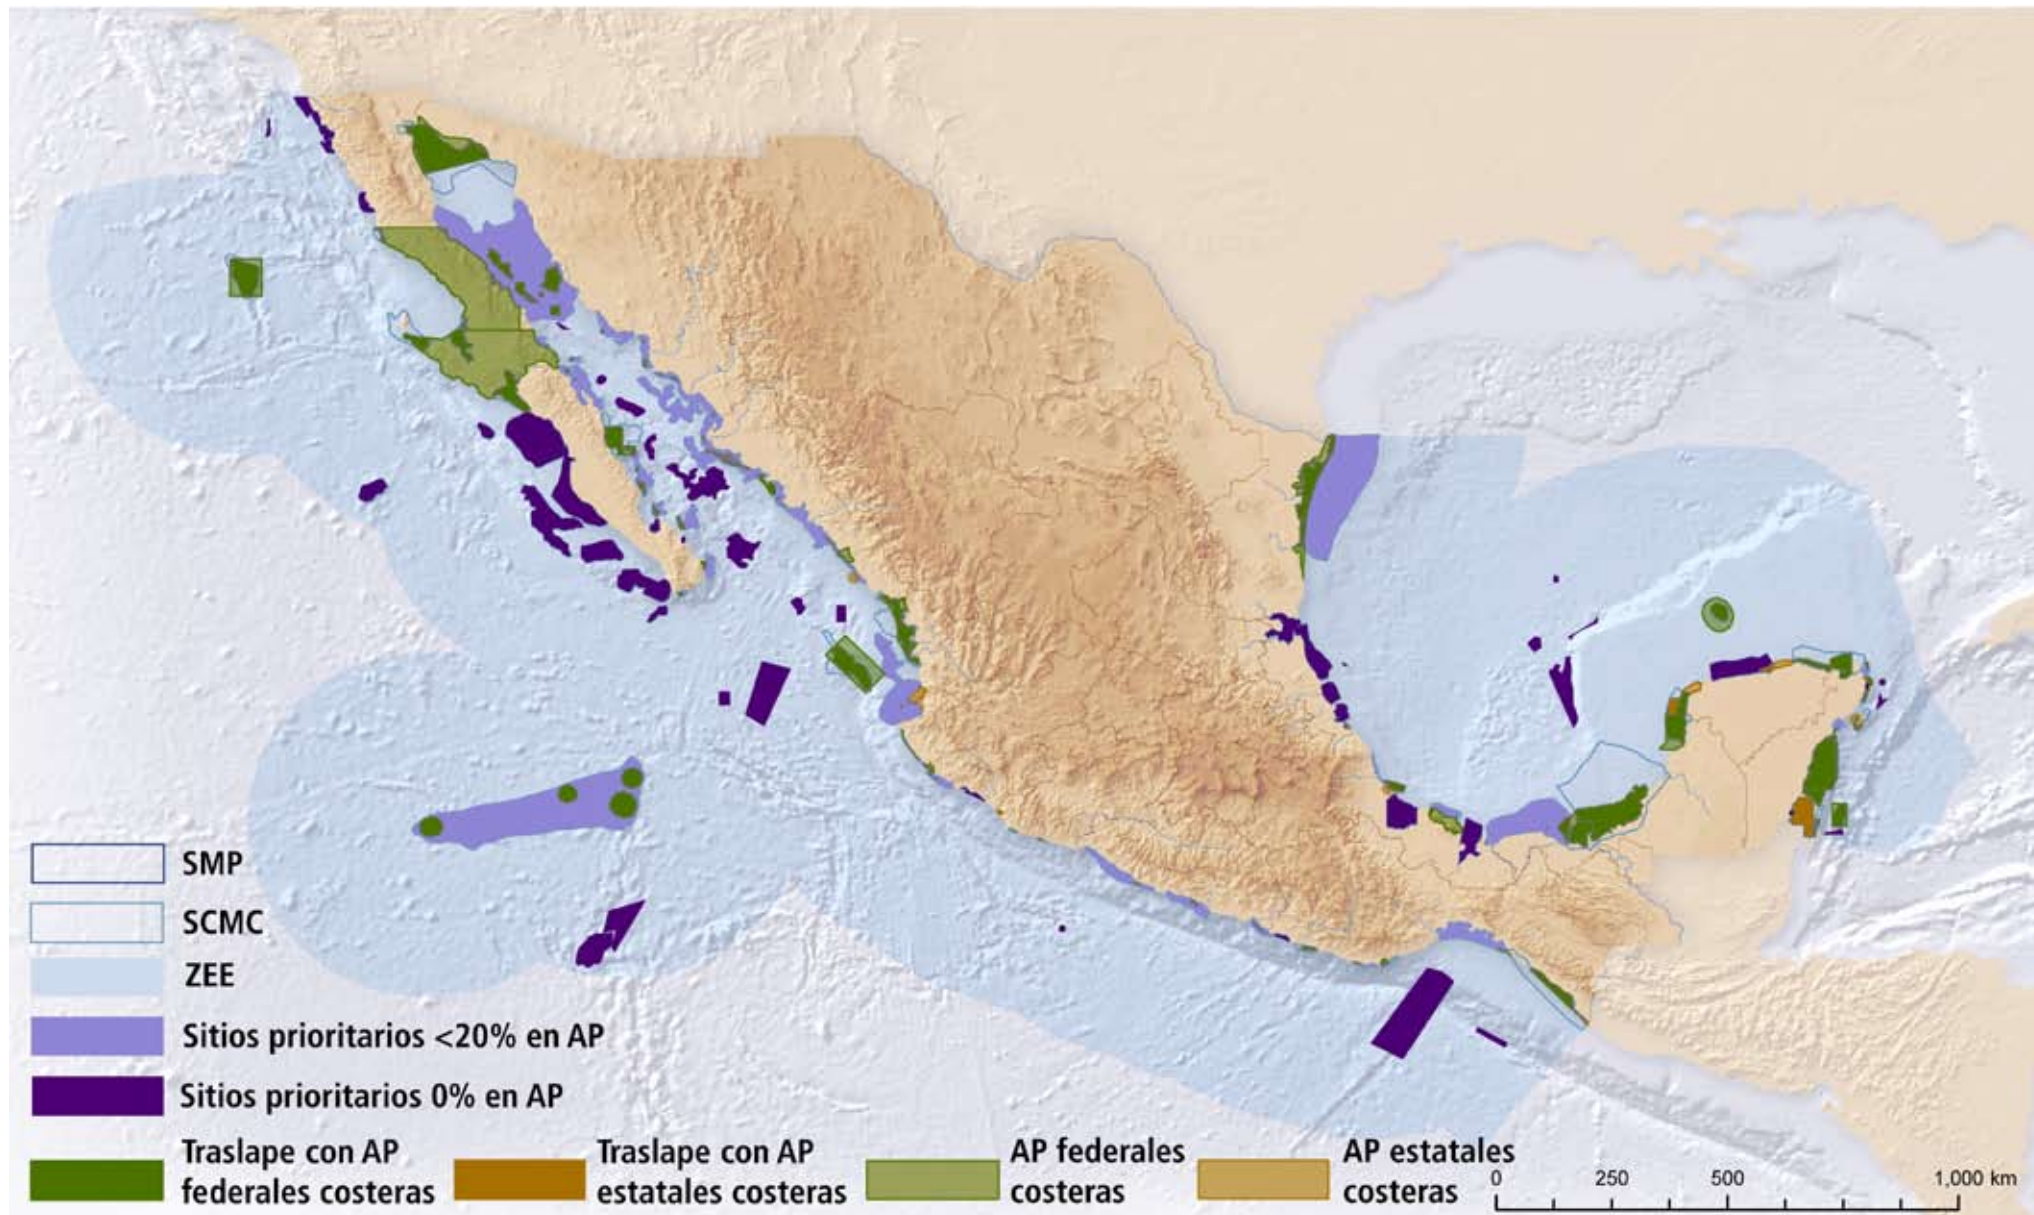 SMP
SCMC
ZEE
Sitios prioritarios <20% en AP
Sitios prioritarios 0% en AP
Traslape con AP
federales costeras
Traslape con AP
estatales costeras
AP federales
costeras
AP estatales
costeras
0 250 500 1,000 km